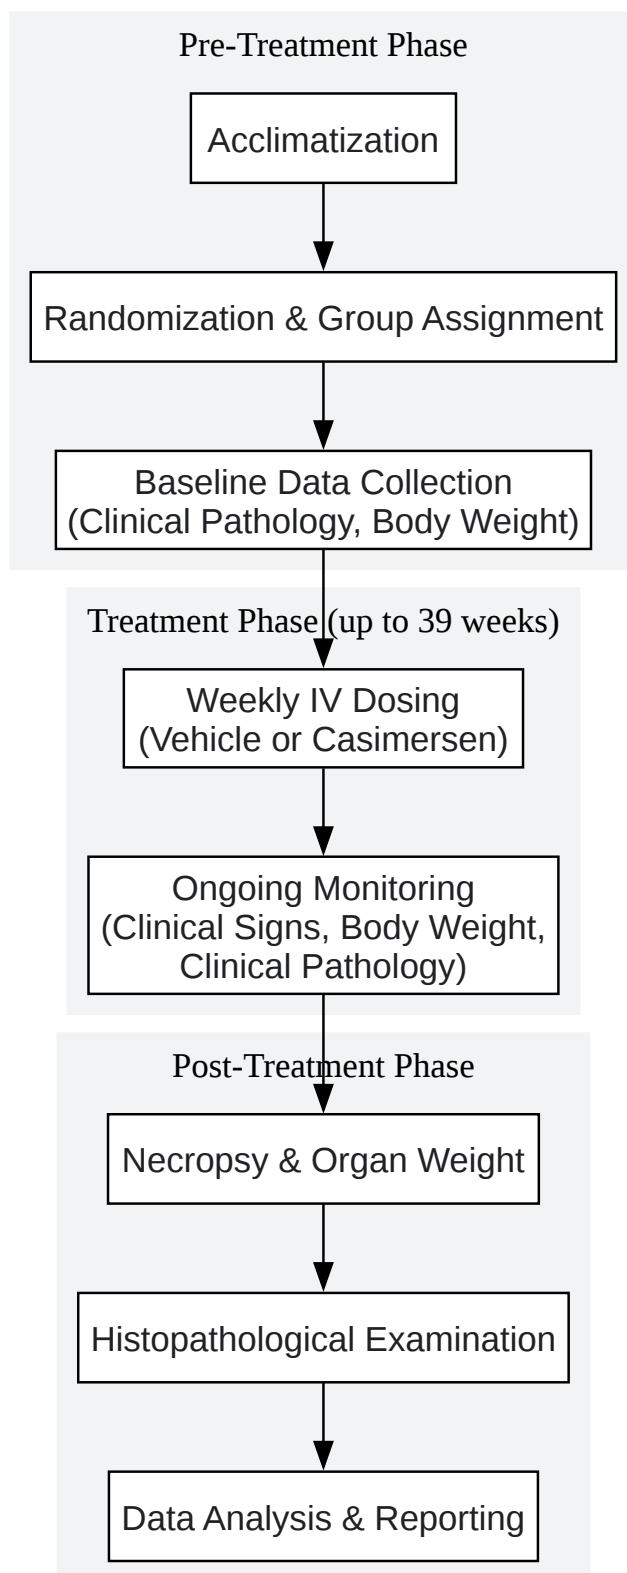 Pre-Treatment Phase
Acclimatization
Randomization & Group Assignment
Baseline Data Collection
(Clinical Pathology, Body Weight)
Treatment Phase (up to 39 weeks)
Weekly IV Dosing
(Vehicle or Casimersen)
Ongoing Monitoring
(Clinical Signs, Body Weight,
Clinical Pathology)
Post-Treatment Phase
Necropsy & Organ Weight
Histopathological Examination
Data Analysis & Reporting